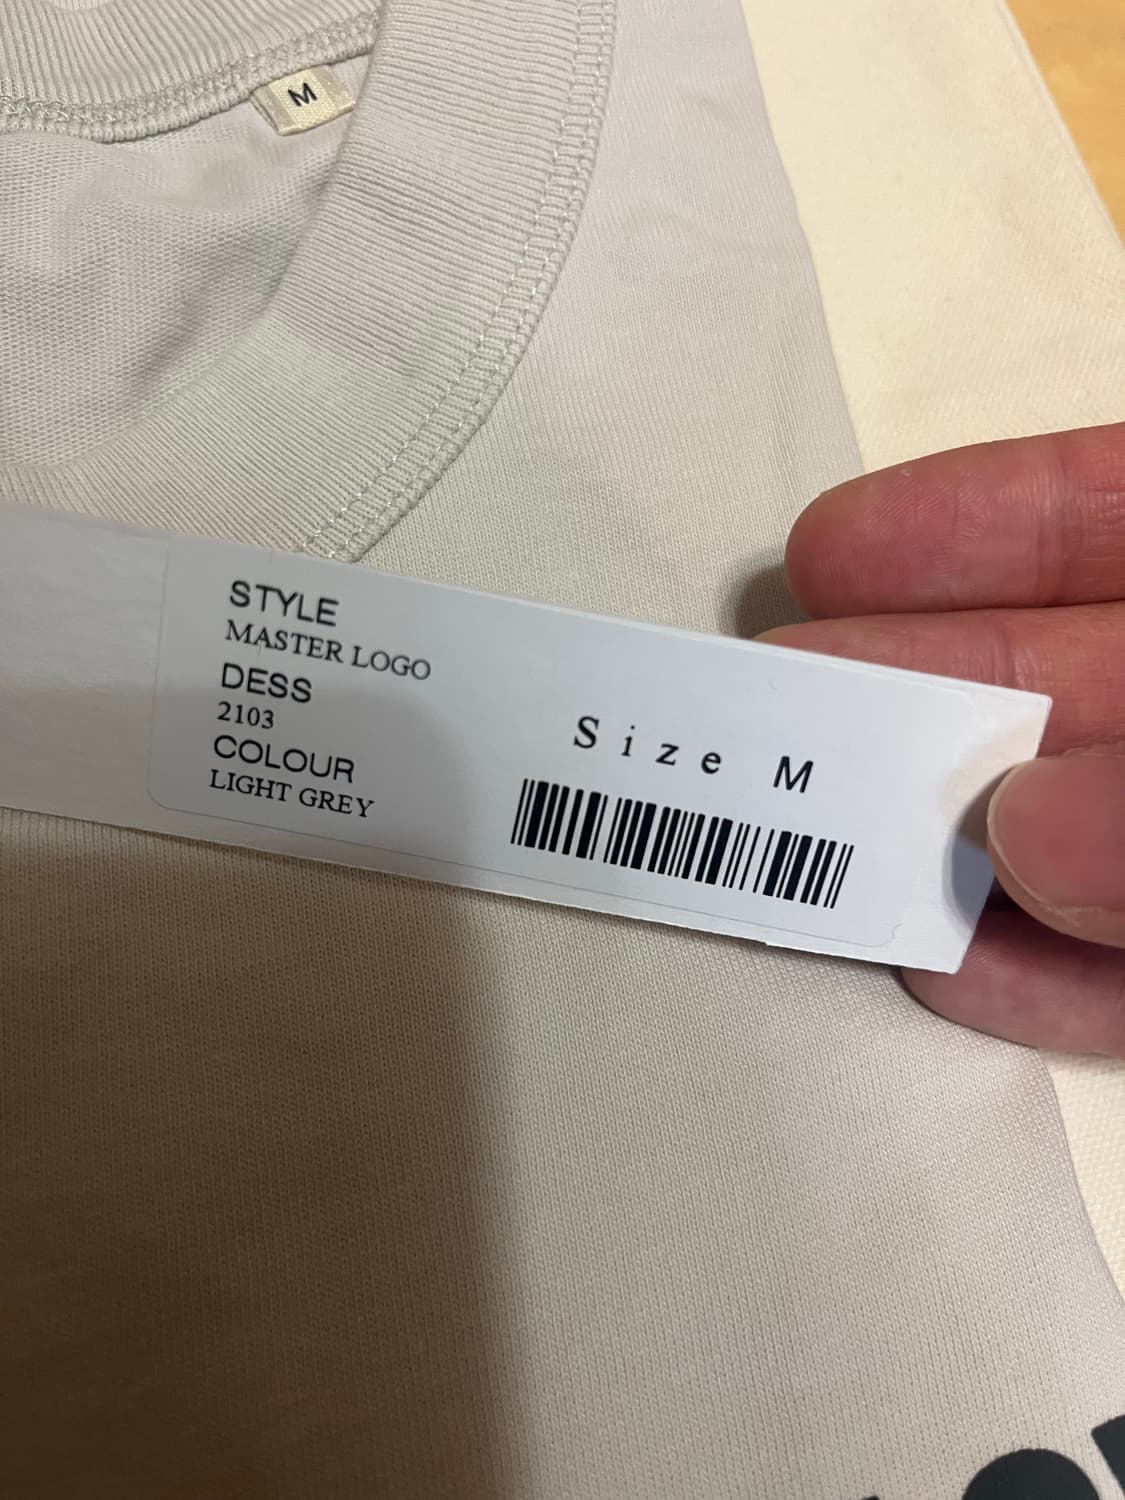 M
STYLE
MASTER LOGO
DESS
2103
COLOUR
LIGHT GREY
Size M